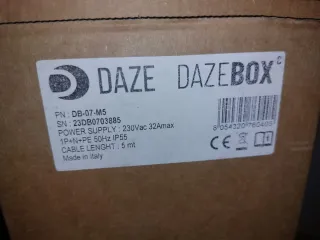 DAZE DAZEBOX C
PN : DB-07-M5
SN : 23DB0703885
POWER SUPPLY : 230Vac 32Amax
1P+N+PE 50Hz IP55
CABLE LENGHT : 5 mt
Made in Italy
CE